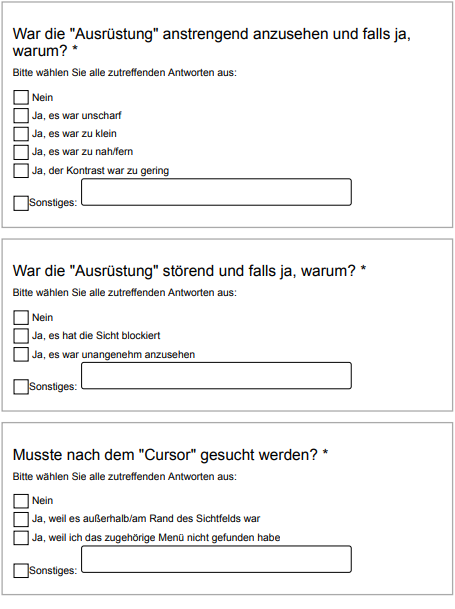 War die "Ausrüstung" anstrengend anzusehen und falls ja,
warum? *
Bitte wählen Sie alle zutreffenden Antworten aus:
Nein
Ja, es war unscharf
Ja, es war zu klein
Ja, es war zu nah/fern
Ja, der Kontrast war zu gering
Sonstiges:
War die "Ausrüstung" störend und falls ja, warum? *
Bitte wählen Sie alle zutreffenden Antworten aus:
Nein
Ja, es hat die Sicht blockiert
Ja, es war unangenehm anzusehen
Sonstiges:
Musste nach dem "Cursor" gesucht werden? *
Bitte wählen Sie alle zutreffenden Antworten aus:
Nein
Ja, weil es außerhalb/am Rand des Sichtfelds war
Ja, weil ich das zugehörige Menü nicht gefunden habe
Sonstiges: